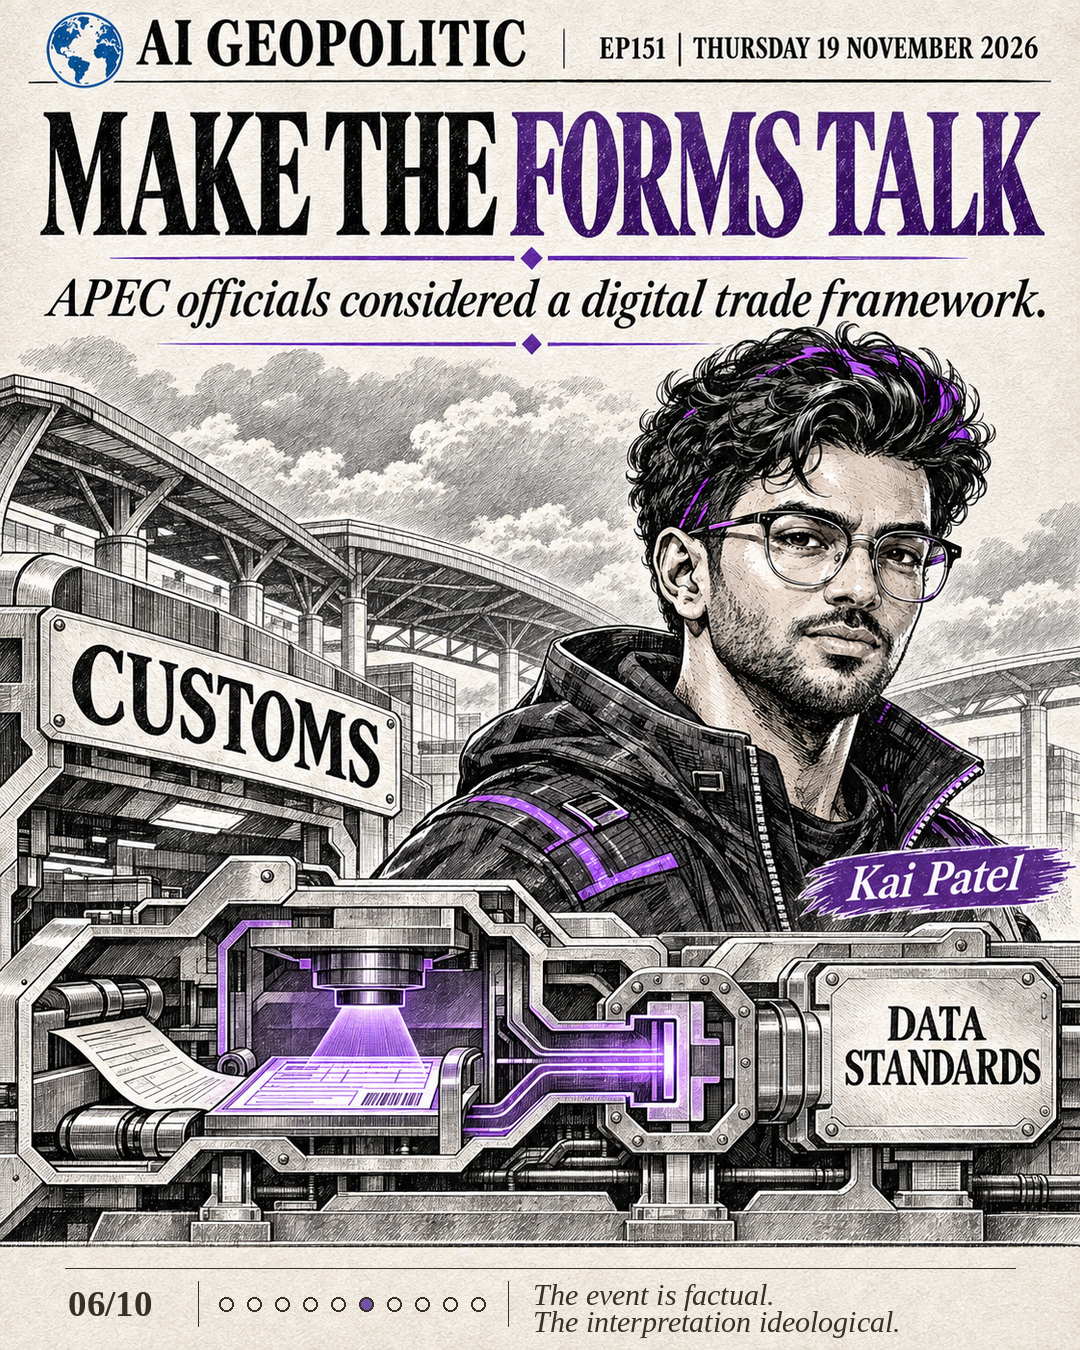 AI GEOPOLITIC
EP151 | THURSDAY 19 NOVEMBER 2026
MAKE THE FORMS TALK
APEC officials considered a digital trade framework.
CUSTOMS
Kai Patel
DATA
STANDARDS
06/10
The event is factual.
The interpretation ideological.